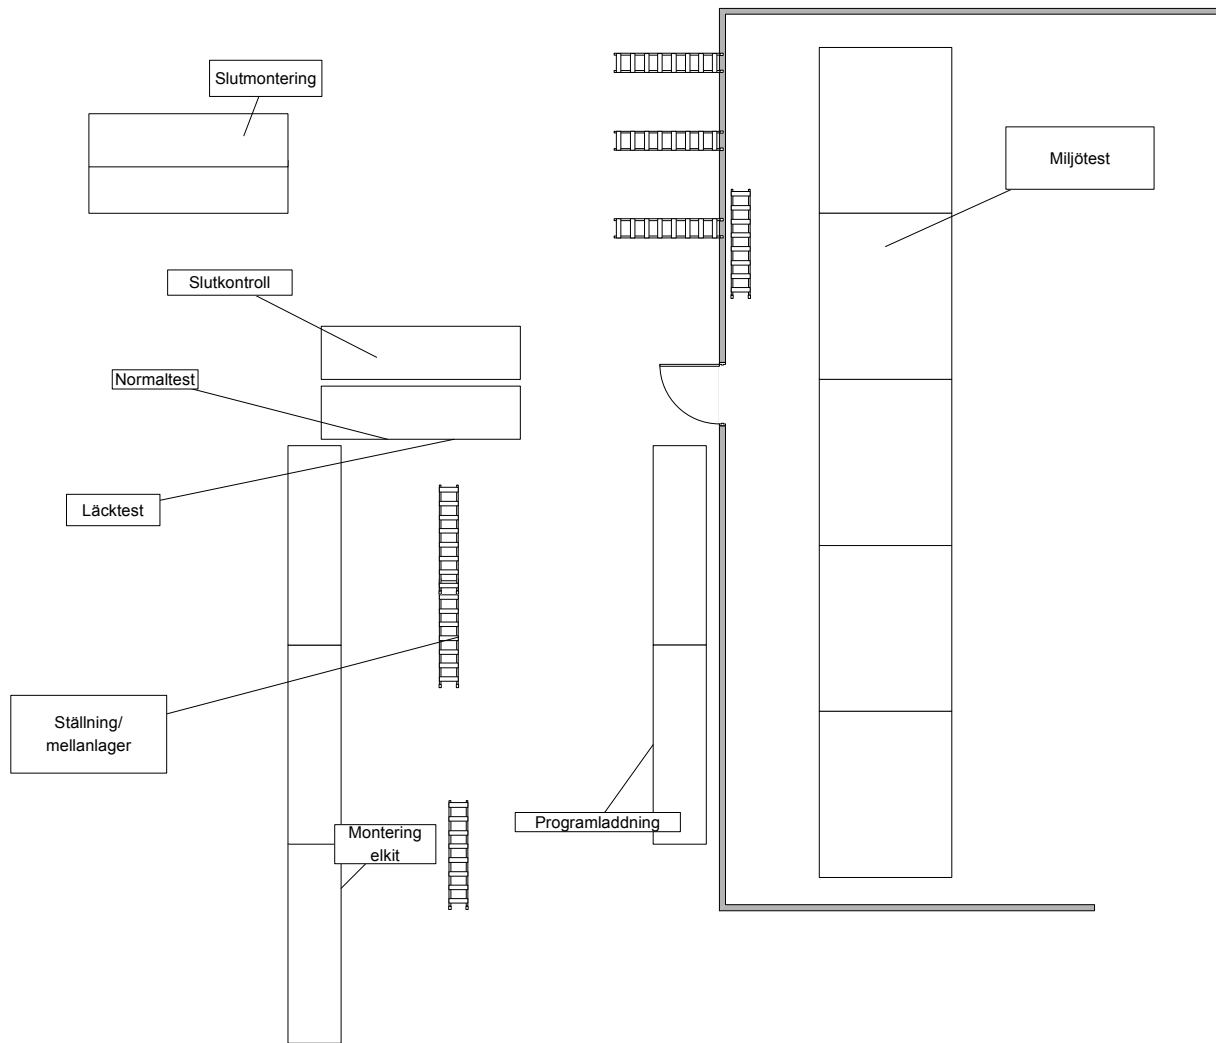 Slutmontering
Miljötest
Slutkontroll
Normaltest
Läcktest
Ställning/
mellanlager
Programladdning
Montering
elkit